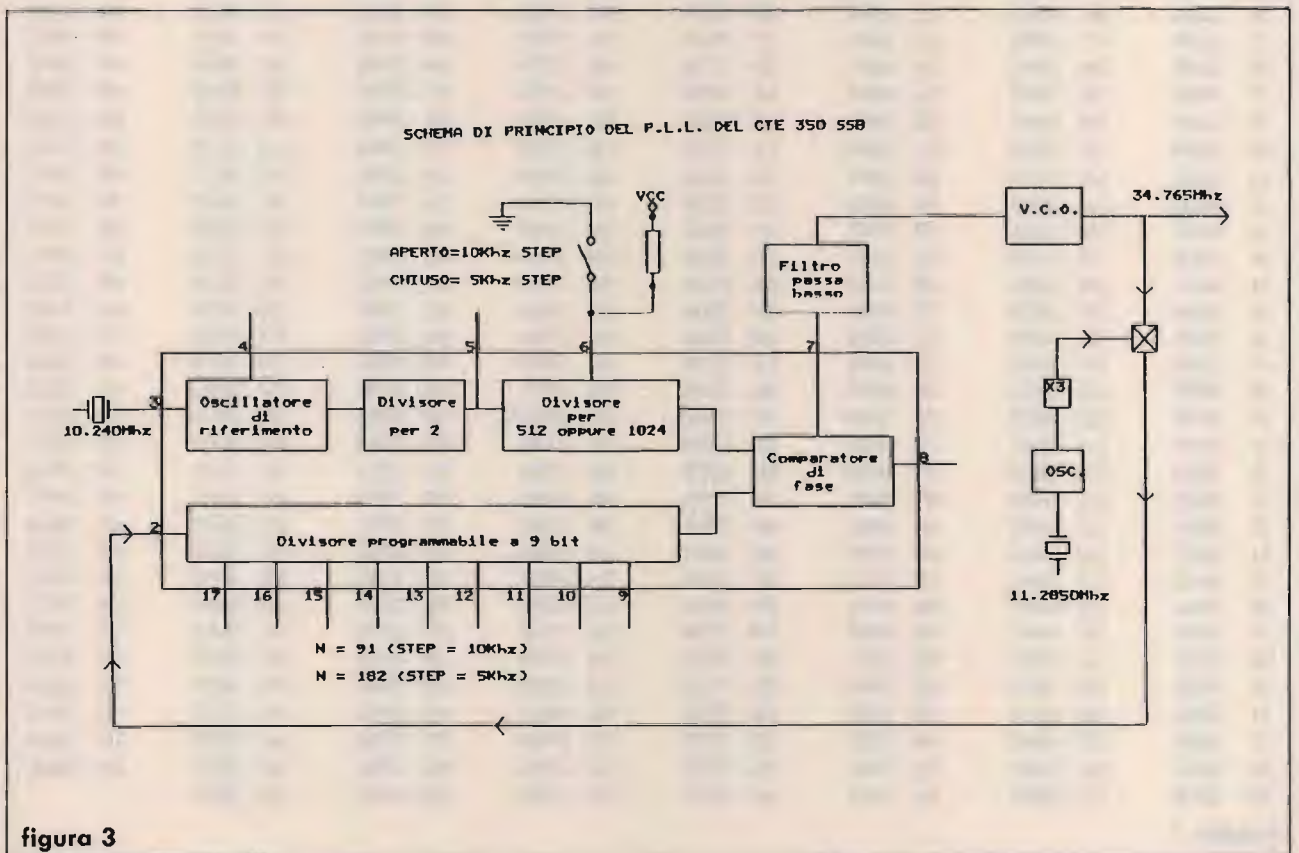 SCHEMA DI PRINCIPIO DEL P.L.L. DEL CTE 350 SSB
VCC
APERTO=10Khz STEP
CHIUSO= 5Khz STEP
V.C.O.
34.765Mhz
Filtro
passa
basso
4
5
6
7
3
10.240Mhz
Oscillatore
di
riferimento
Divisore
per 2
Divisore
per
512 oppure 1024
Comparatore
di
fase
8
X3
OSC.
11.2850Mhz
2
Divisore programmabile a 9 bit
17
16
15
14
13
12
11
10
9
N = 91 (STEP = 10Khz)
N = 182 (STEP = 5Khz)
figura 3